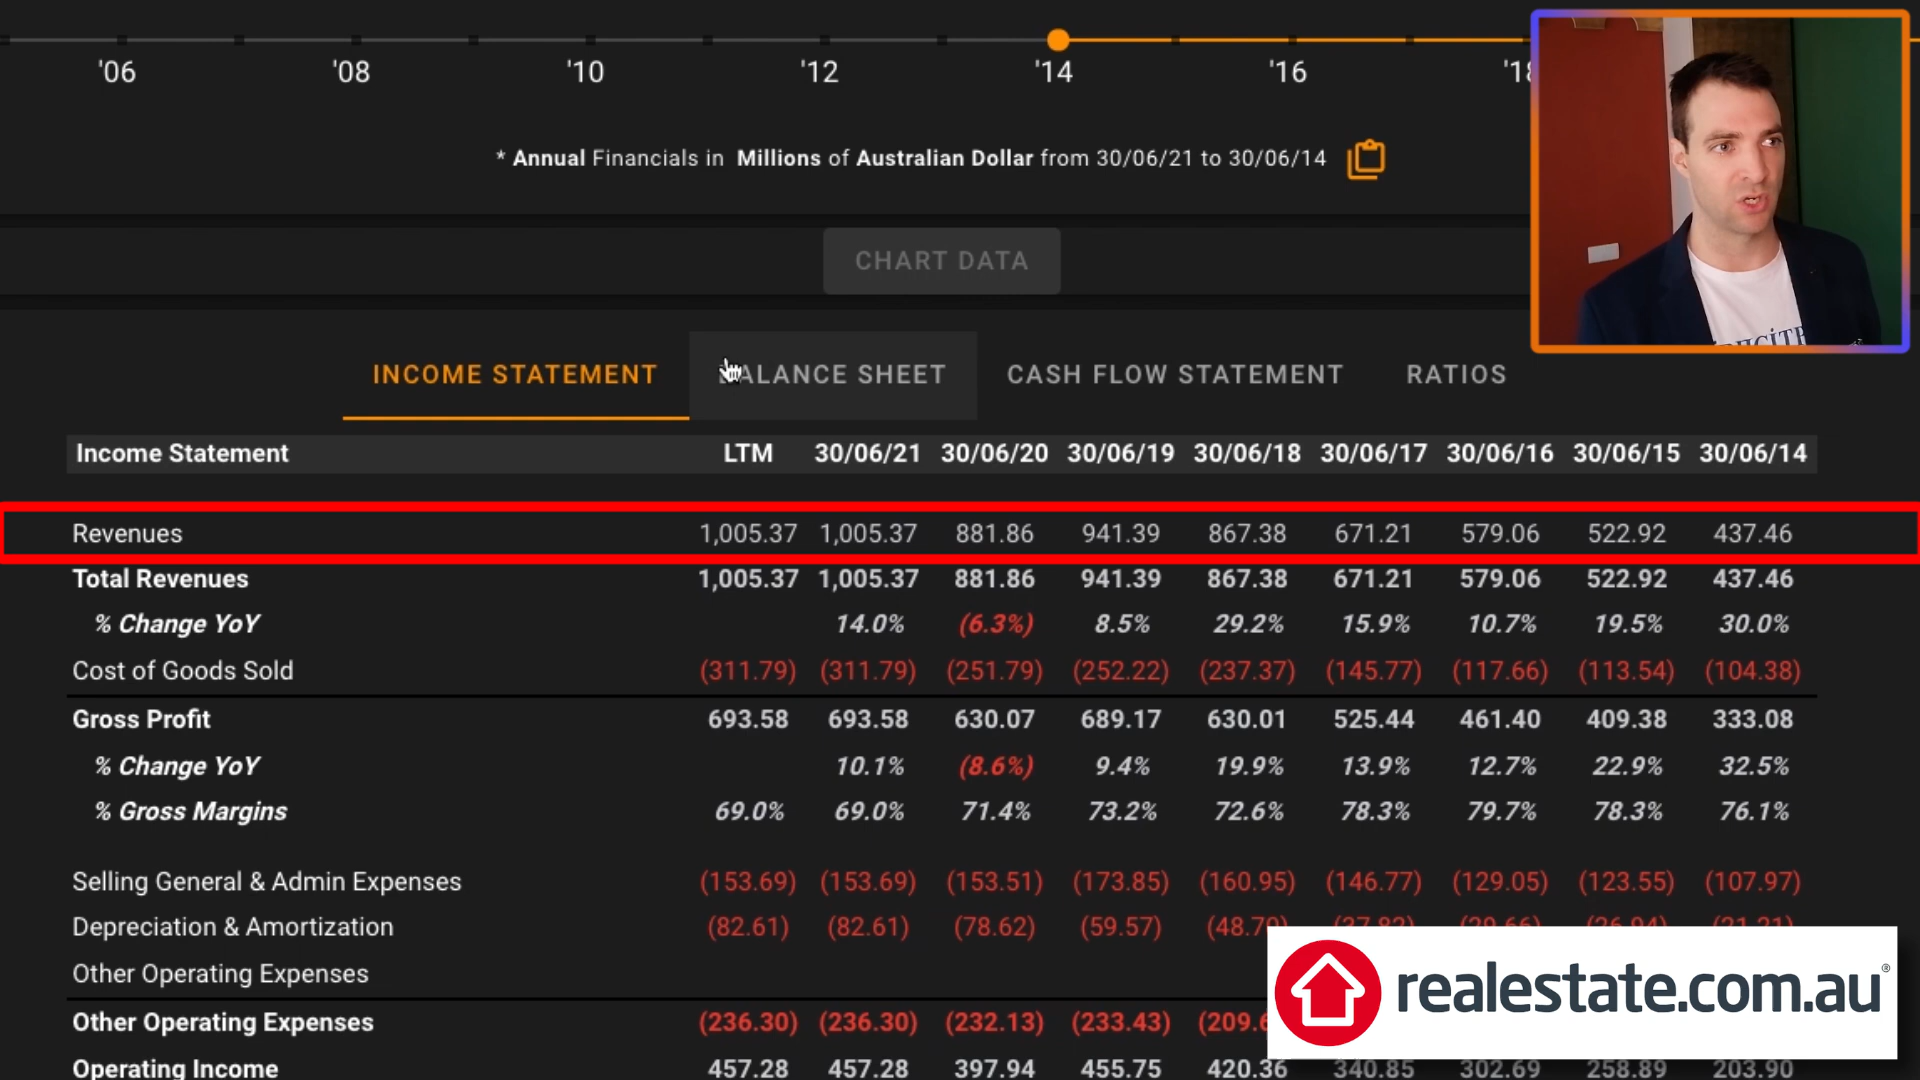 '06 '08 '10 '12 '14 '16
* Annual Financials in Millions of Australian Dollar from 30/06/21 to 30/06/14
CHART DATA
INCOME STATEMENT BALANCE SHEET CASH FLOW STATEMENT RATIOS
Income Statement LTM 30/06/21 30/06/20 30/06/19 30/06/18 30/06/17 30/06/16 30/06/15 30/06/14
Revenues 1,005.37 1,005.37 881.86 941.39 867.38 671.21 579.06 522.92 437.46
Total Revenues 1,005.37 1,005.37 881.86 941.39 867.38 671.21 579.06 522.92 437.46
% Change YoY 14.0% (6.3%) 8.5% 29.2% 15.9% 10.7% 19.5% 30.0%
Cost of Goods Sold (311.79) (311.79) (251.79) (252.22) (237.37) (145.77) (117.66) (113.54) (104.38)
Gross Profit 693.58 693.58 630.07 689.17 630.01 525.44 461.40 409.38 333.08
% Change YoY 10.1% (8.6%) 9.4% 19.9% 13.9% 12.7% 22.9% 32.5%
% Gross Margins 69.0% 69.0% 71.4% 73.2% 72.6% 78.3% 79.7% 78.3% 76.1%
Selling General & Admin Expenses (153.69) (153.69) (153.51) (173.85) (160.95) (146.77) (129.05) (123.55) (107.97)
Depreciation & Amortization (82.61) (82.61) (78.62) (59.57)
Other Operating Expenses
Other Operating Expenses (236.30) (236.30) (232.13) (233.43)
Operating Income 457.28 457.28 397.94 455.75 420.36 340.85 302.69 258.89 203.90
realestate.com.au®